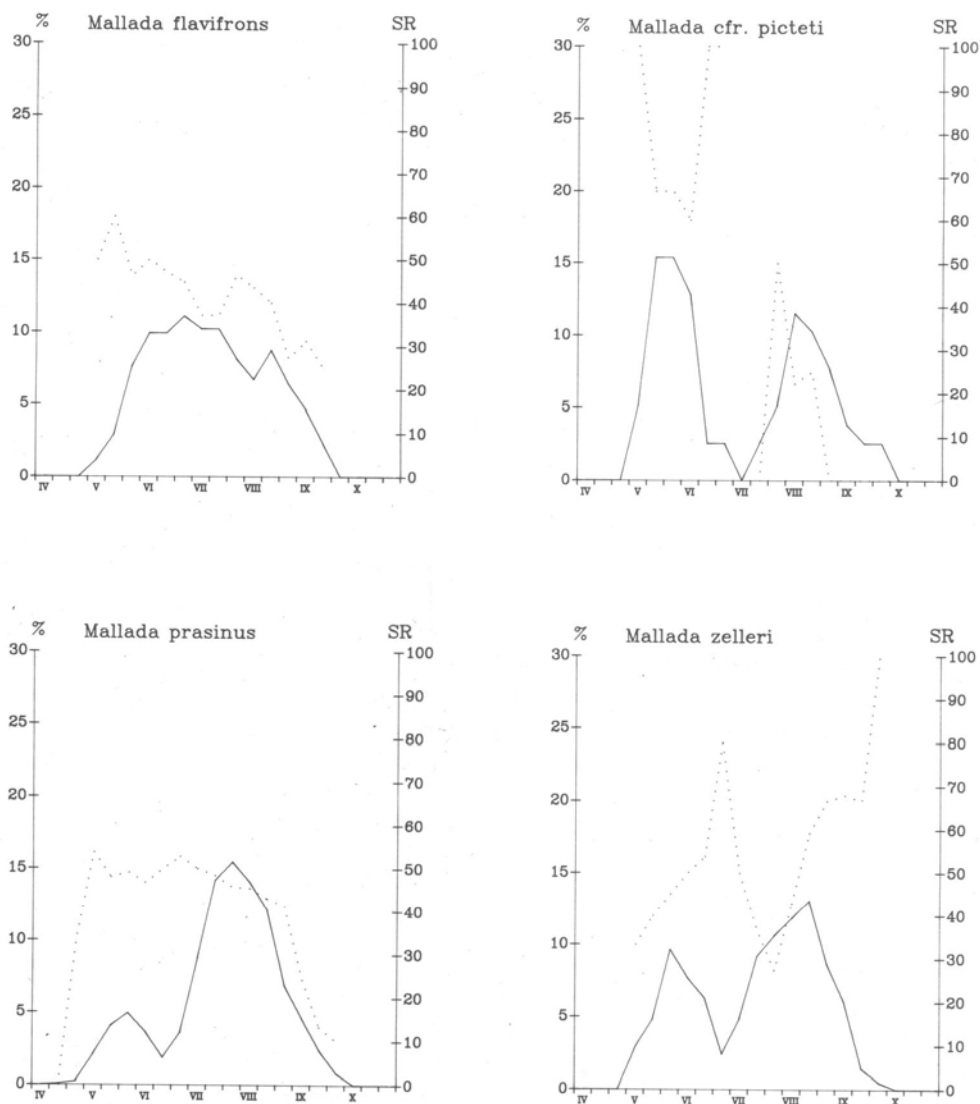 % Mallada flavifrons SR
30 25 20 15 10 5 0
100 90 80 70 60 50 40 30 20 10 0
IV V VI VII VIII IX X
% Mallada cfr. picteti SR
30 25 20 15 10 5 0
100 90 80 70 60 50 40 30 20 10 0
IV V VI VII VIII IX X
% Mallada prasinus SR
30 25 20 15 10 5 0
100 90 80 70 60 50 40 30 20 10 0
IV V VI VII VIII IX X
% Mallada zelleri SR
30 25 20 15 10 5 0
100 90 80 70 60 50 40 30 20 10 0
IV V VI VII VIII IX X